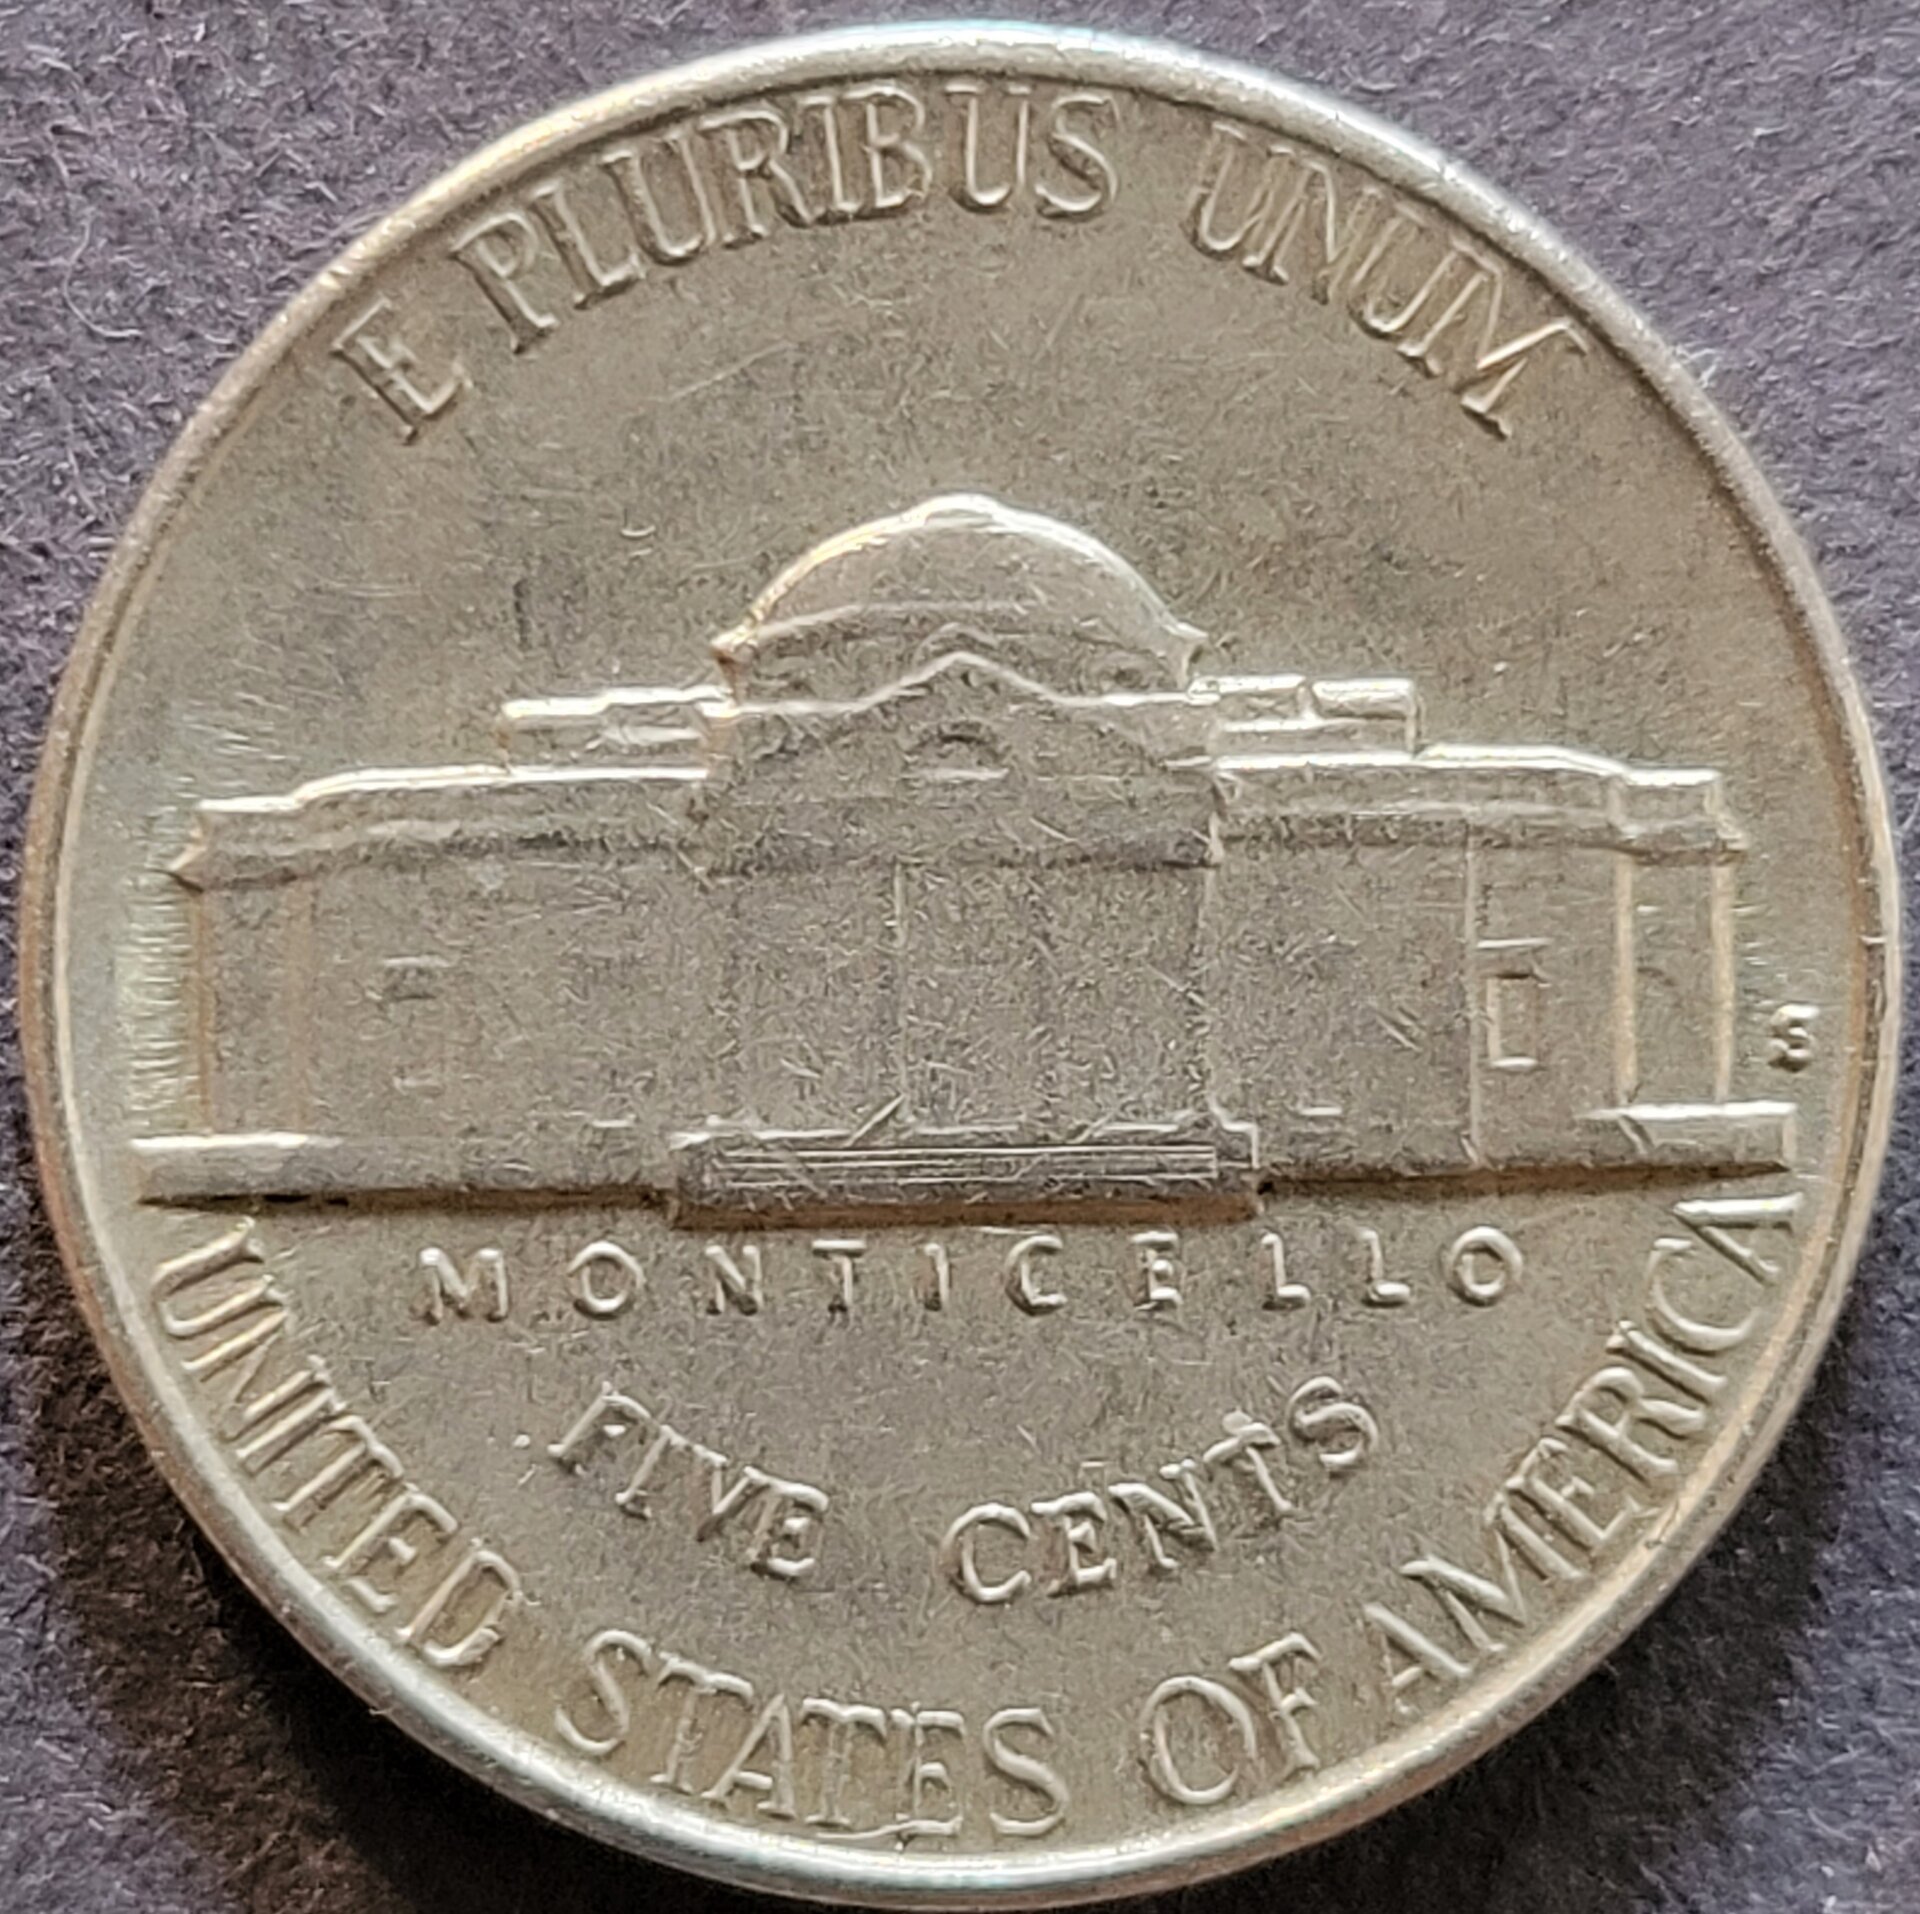 E PLURIBUS UNUM
S
MONTICELLO
FIVE CENTS
UNITED STATES OF AMERICA